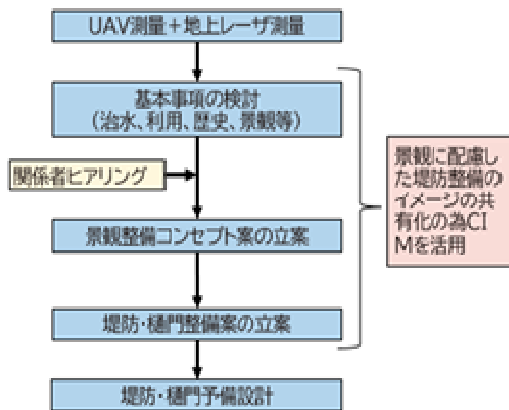 UAV測量＋地上レーザ測量
基本事項の検討
（治水、利用、歴史、景観等）
関係者ヒアリング
景観に配慮し
た堤防整備の
イメージの共
有化の為CI
Mを活用
景観整備コンセプト案の立案
堤防・樋門整備案の立案
堤防・樋門予備設計